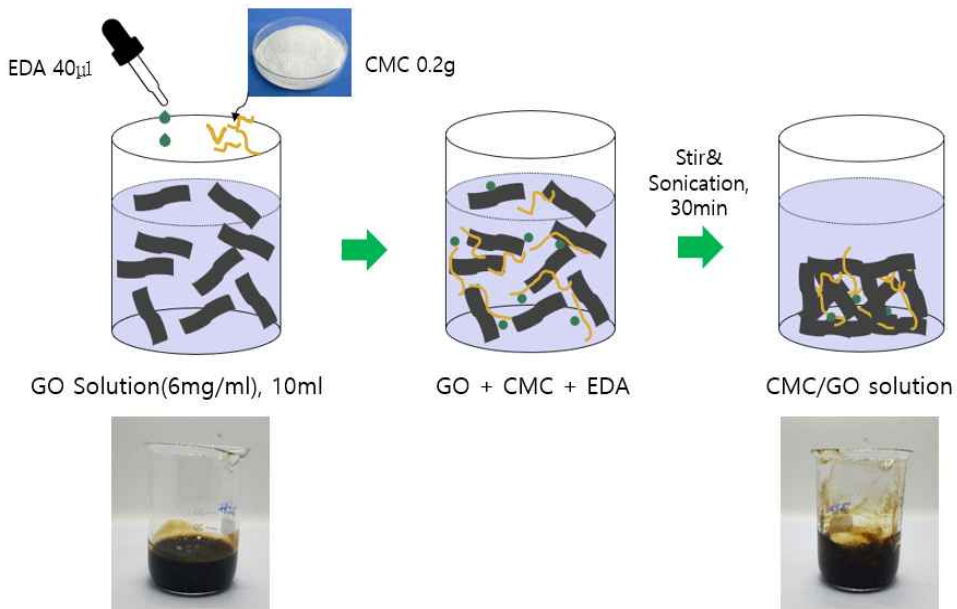 EDA 40μl
CMC 0.2g
Stir&
Sonication,
30min
GO Solution(6mg/ml), 10ml
GO + CMC + EDA
CMC/GO solution